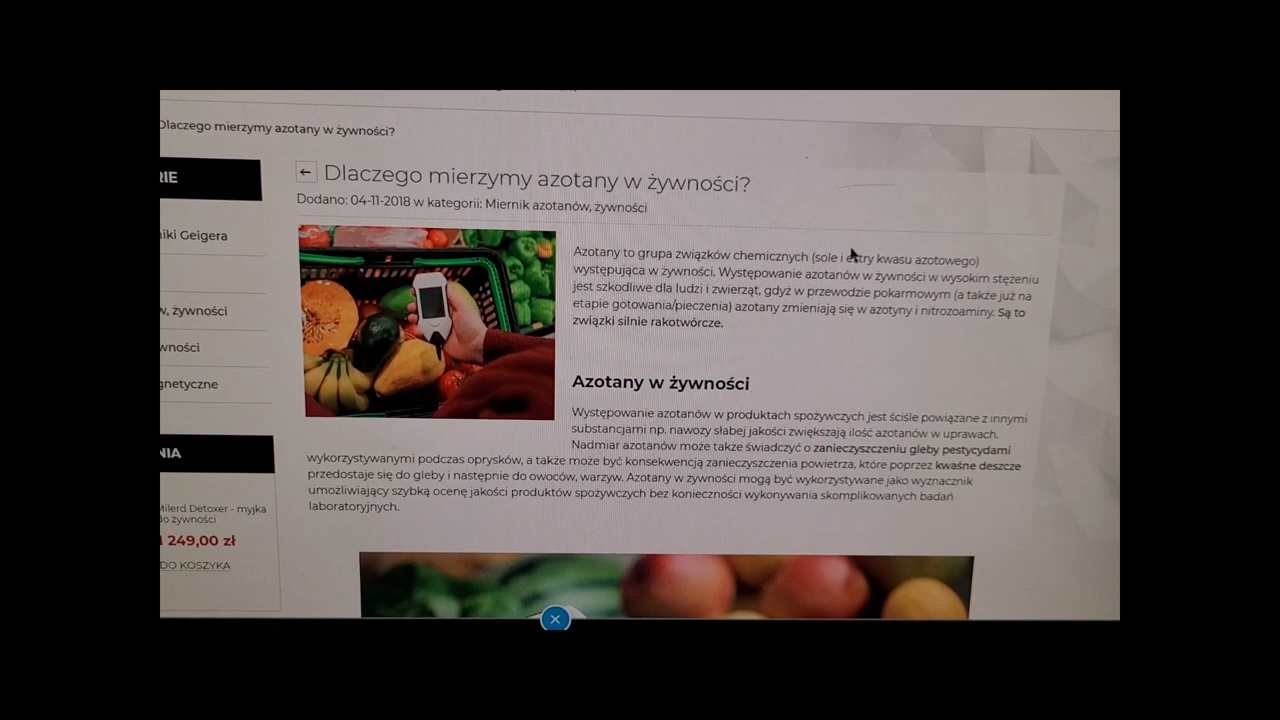 Dlaczego mierzymy azotany w żywności?
RIE
← Dlaczego mierzymy azotany w żywności?
Dodano: 04-11-2018 w kategorii: Miernik azotanów, żywności
niki Geigera
w, żywności
wności
gnetyczne
NIA
Milerd Detoxer - myjka
do żywności
1 249,00 zł
DO KOSZYKA
Azotany to grupa związków chemicznych (sole i estry kwasu azotowego)
występująca w żywności. Występowanie azotanów w żywności w wysokim stężeniu
jest szkodliwe dla ludzi i zwierząt, gdyż w przewodzie pokarmowym (a także już na
etapie gotowania/pieczenia) azotany zmieniają się w azotyny i nitrozoaminy. Są to
związki silnie rakotwórcze.
Azotany w żywności
Występowanie azotanów w produktach spożywczych jest ściśle powiązane z innymi
substancjami np. nawozy słabej jakości zwiększają ilość azotanów w uprawach.
Nadmiar azotanów może także świadczyć o zanieczyszczeniu gleby pestycydami
wykorzystywanymi podczas oprysków, a także może być konsekwencją zanieczyszczenia powietrza, które poprzez kwaśne deszcze
przedostaje się do gleby i następnie do owoców, warzyw. Azotany w żywności mogą być wykorzystywane jako wyznacznik
umożliwiający szybką ocenę jakości produktów spożywczych bez konieczności wykonywania skomplikowanych badań
laboratoryjnych.